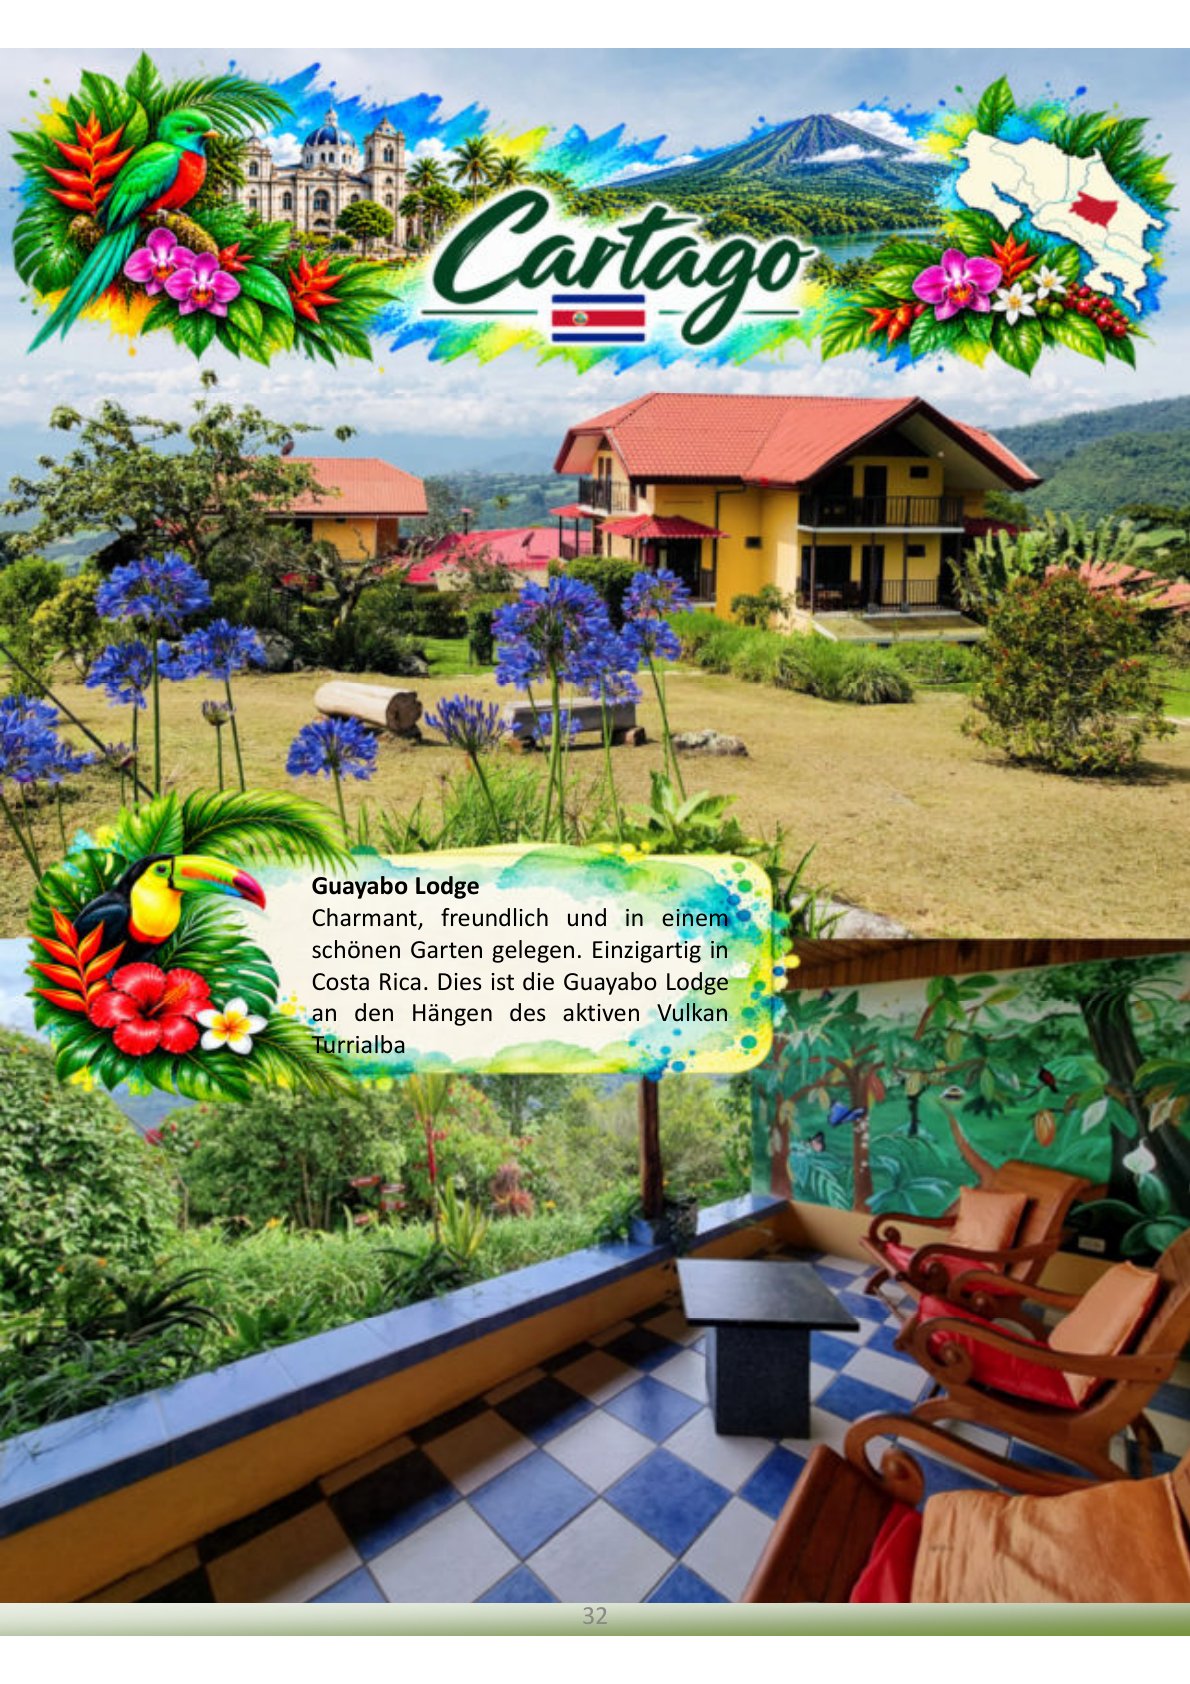 Cartago
Guayabo Lodge
Charmant, freundlich und in einem
schönen Garten gelegen. Einzigartig in
Costa Rica. Dies ist die Guayabo Lodge
an den Hängen des aktiven Vulkan
Turrialba
32